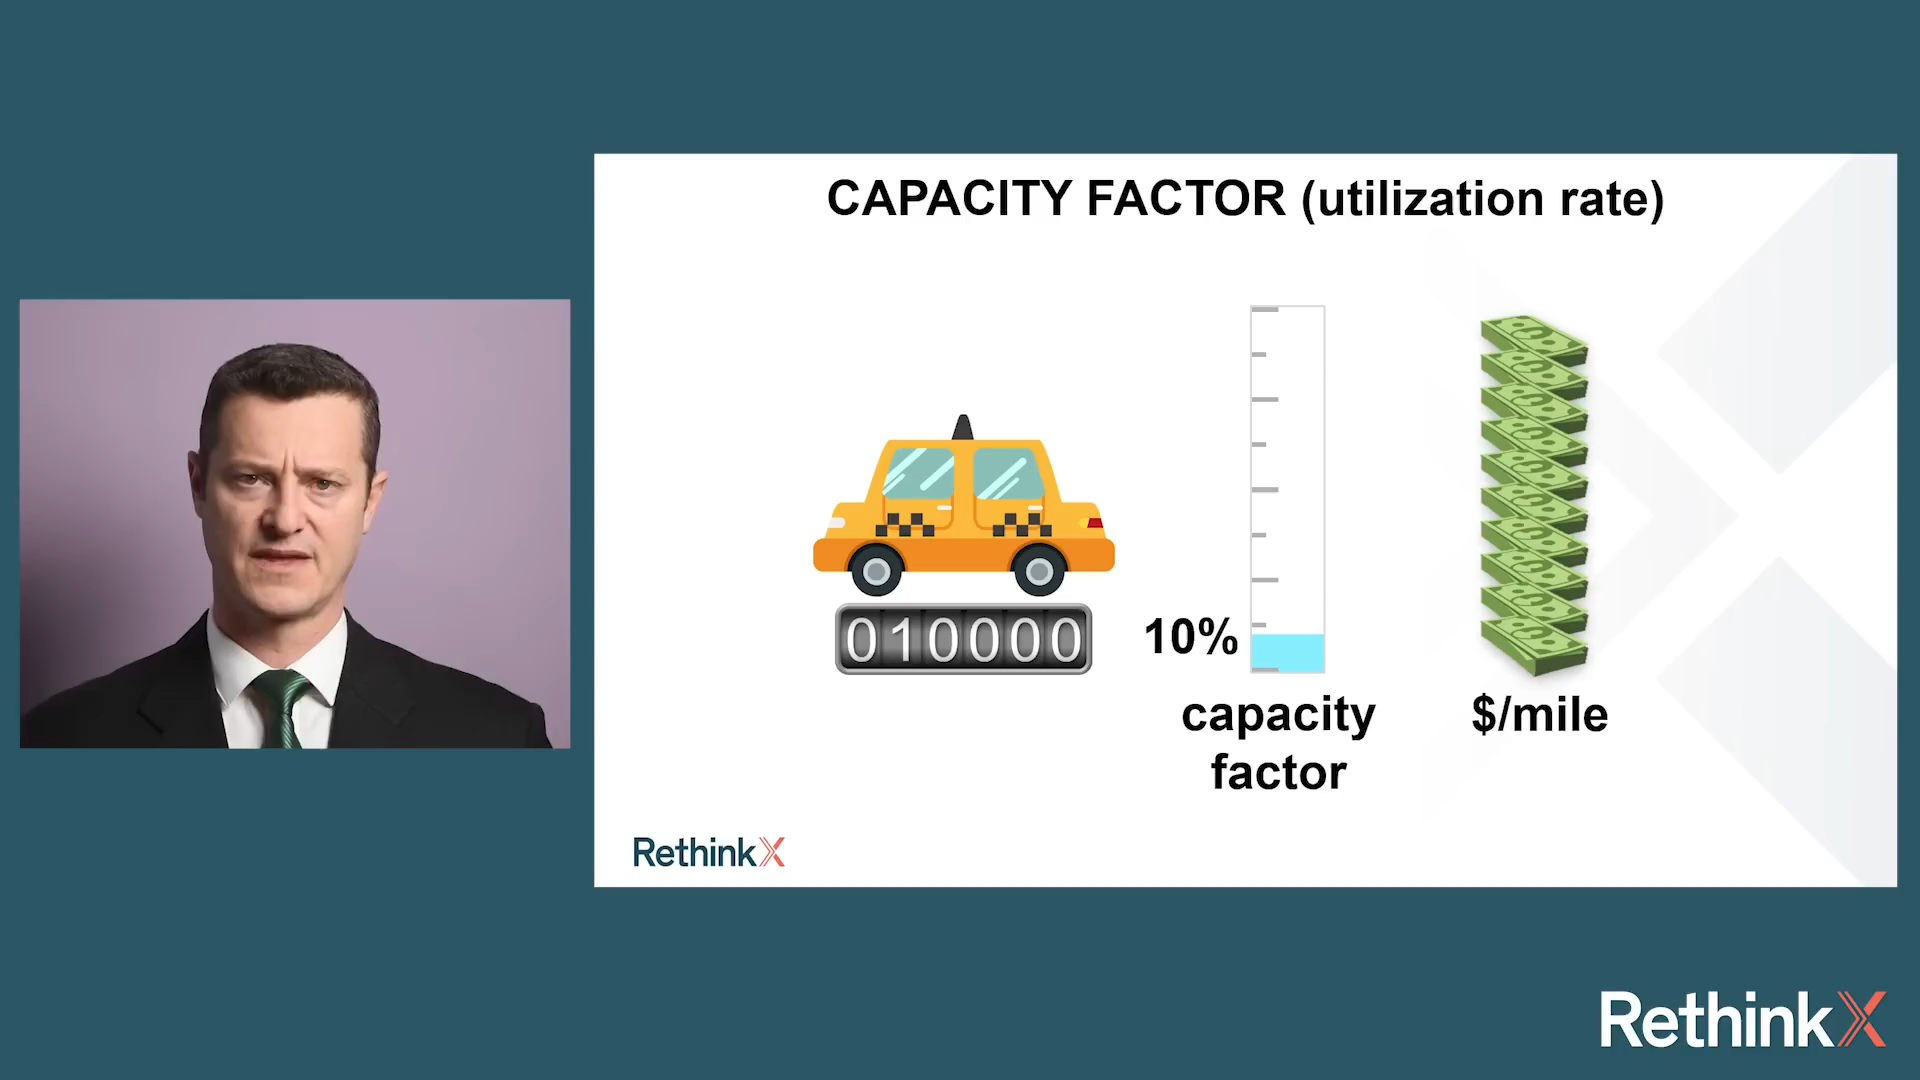 CAPACITY FACTOR (utilization rate)
010000
10%
capacity
factor
$/mile
RethinkX
RethinkX